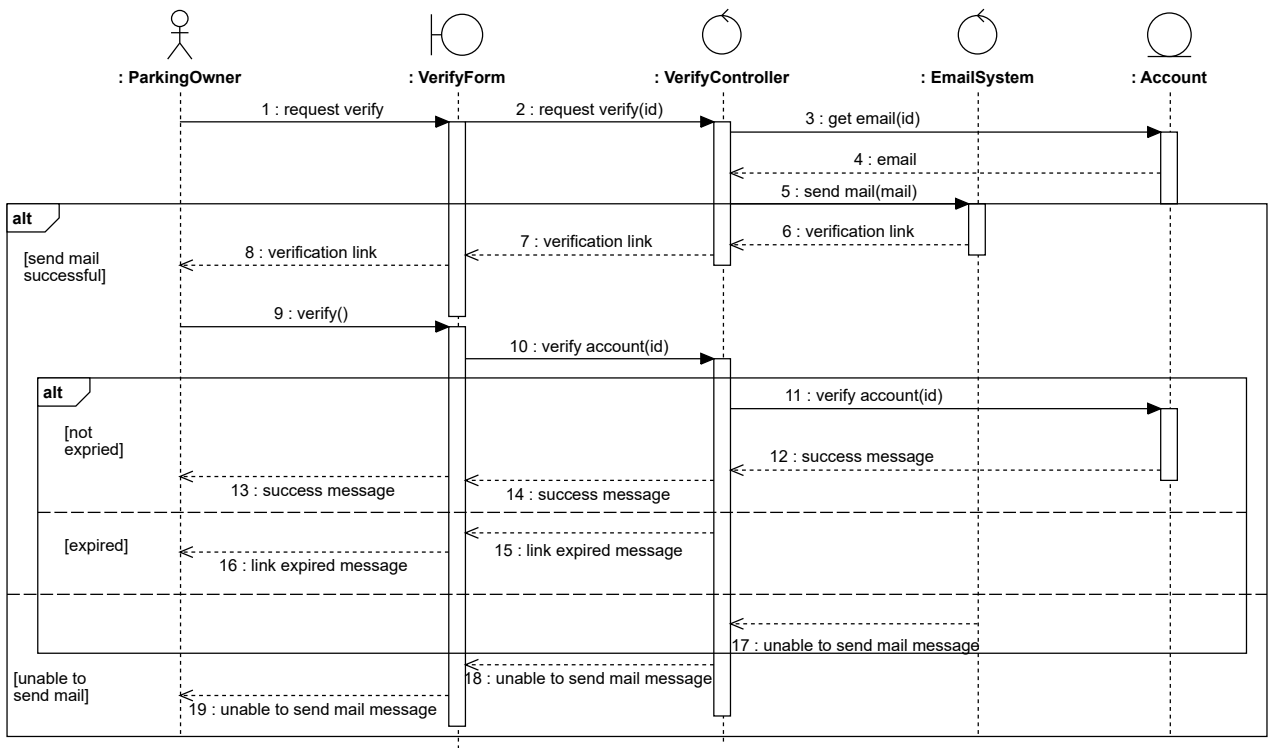 : ParkingOwner
: VerifyForm
: VerifyController
: EmailSystem
: Account
1 : request verify
2 : request verify(id)
3 : get email(id)
4 : email
5 : send mail(mail)
alt
6 : verification link
7 : verification link
8 : verification link
[send mail
successful]
9 : verify()
10 : verify account(id)
alt
11 : verify account(id)
[not
expried]
12 : success message
13 : success message
14 : success message
[expired]
15 : link expired message
16 : link expired message
17 : unable to send mail message
[unable to
send mail]
18 : unable to send mail message
19 : unable to send mail message